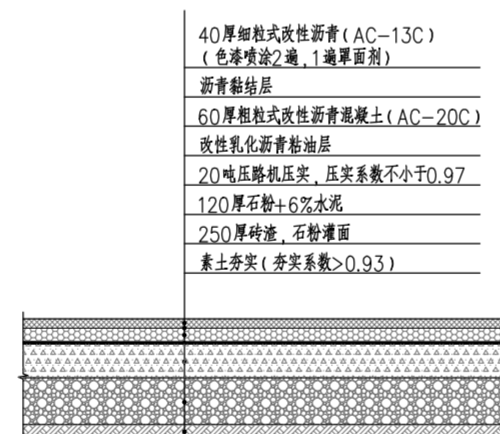 40厚细粒式改性沥青(AC-13C)
(色漆喷涂2遍,1遍罩面剂)
沥青黏结层
60厚粗粒式改性沥青混凝土(AC-20C)
改性乳化沥青粘油层
20吨压路机压实, 压实系数不小于0.97
120厚石粉+6%水泥
250厚砖渣, 石粉灌面
素土夯实(夯实系数>0.93)